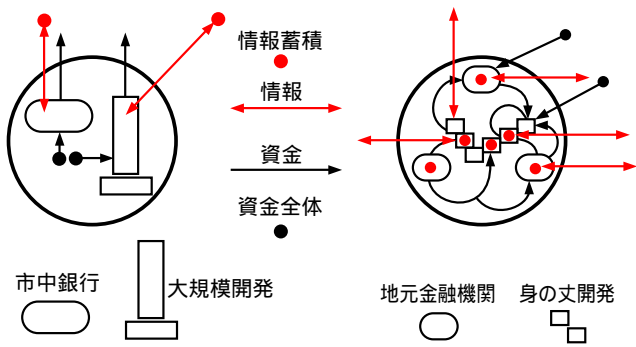 情報蓄積
情報
資金
資金全体
市中銀行
大規模開発
地元金融機関
身の丈開発